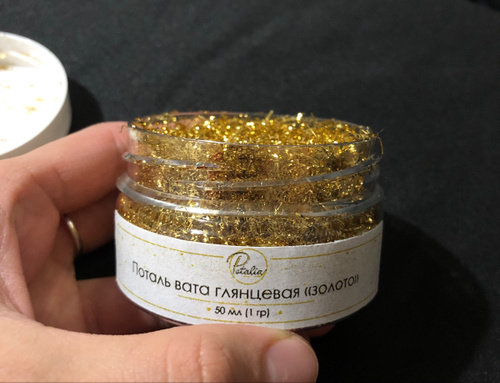 Potalia
Поталь вата глянцевая «золото»
50 мл (1 гр)